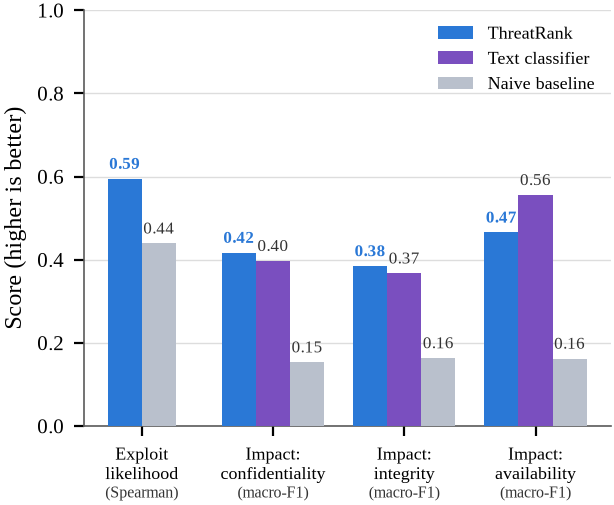 Score (higher is better)
1.0
0.8
0.6
0.4
0.2
0.0
ThreatRank
Text classifier
Naive baseline
0.59
0.44
0.42
0.40
0.15
0.38
0.37
0.16
0.47
0.56
0.16
Exploit
likelihood
(Spearman)
Impact:
confidentiality
(macro-F1)
Impact:
integrity
(macro-F1)
Impact:
availability
(macro-F1)